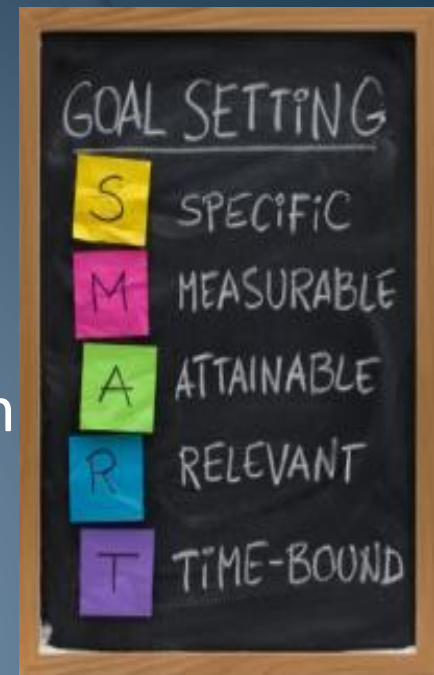 GOAL SETTING
S SPECIFIC
M MEASURABLE
A ATTAINABLE
R RELEVANT
T TIME-BOUND